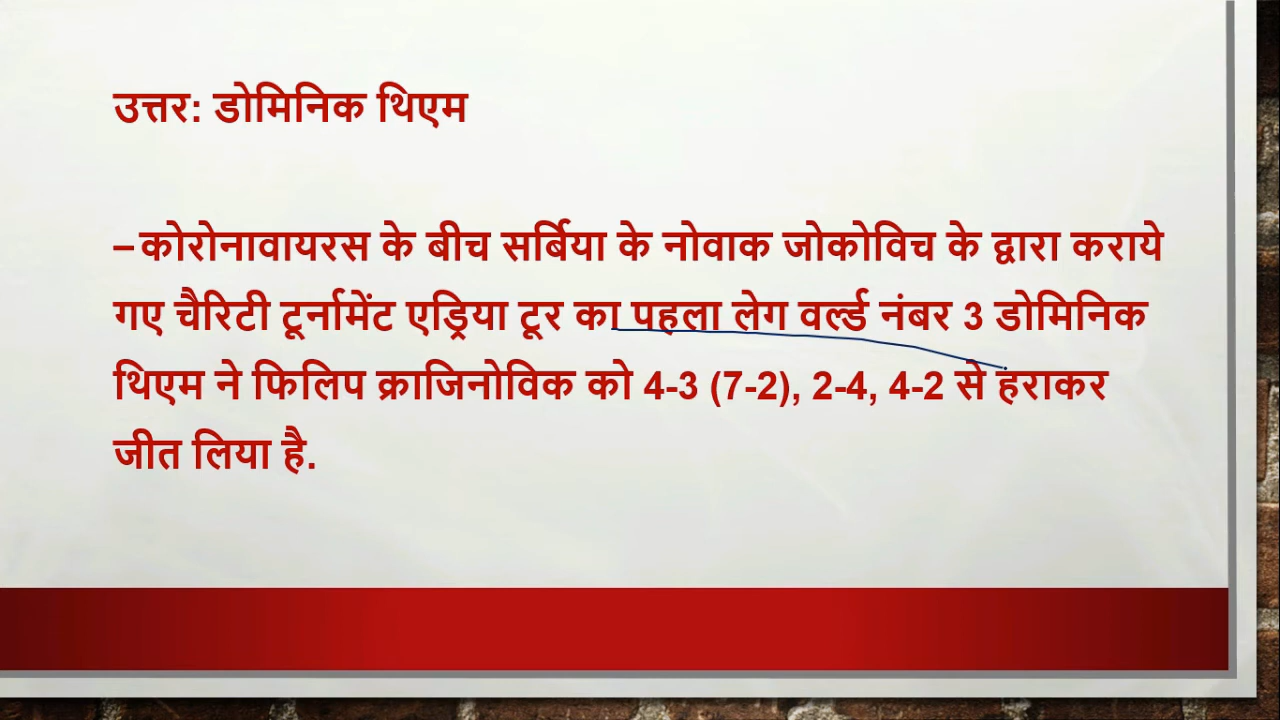 उत्तर: डोमिनिक थिएम
–कोरोनावायरस के बीच सर्बिया के नोवाक जोकोविच के द्वारा कराये
गए चैरिटी टूर्नामेंट एड्रिया टूर का पहला लेग वर्ल्ड नंबर 3 डोमिनिक
थिएम ने फिलिप क्राजिनोविक को 4-3 (7-2), 2-4, 4-2 से हराकर
जीत लिया है.